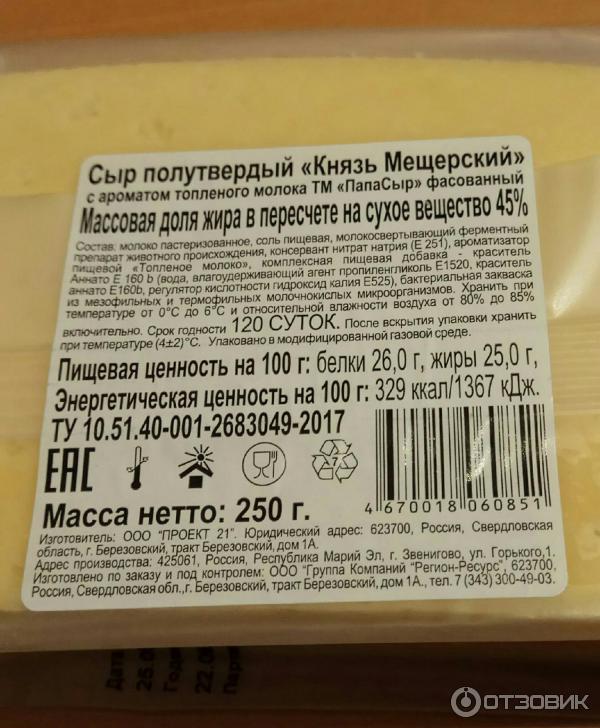 Сыр полутвердый «Князь Мещерский»
с ароматом топленого молока ТМ «ПапаСыр» фасованный
Массовая доля жира в пересчете на сухое вещество 45%
Состав: молоко пастеризованное, соль пищевая, молокосвертывающий ферментный
препарат животного происхождения, консервант нитрат натрия (Е 251), ароматизатор
пищевой «Топленое молоко», комплексная пищевая добавка - краситель
Аннато Е 160 b (вода, влагоудерживающий агент пропиленгликоль Е1520, краситель
аннато Е160b, регулятор кислотности гидроксид калия Е525), бактериальная закваска
из мезофильных и термофильных молочнокислых микроорганизмов. Хранить при
температуре от 0°С до 6°С и относительной влажности воздуха от 80% до 85%
включительно. Срок годности 120 СУТОК. После вскрытия упаковки хранить
при температуре (4±2)°С. Упаковано в модифицированной газовой среде.
Пищевая ценность на 100 г: белки 26,0 г, жиры 25,0 г,
Энергетическая ценность на 100 г: 329 ккал/1367 кДж.
ТУ 10.51.40-001-2683049-2017
ЕАС
7
4 670018 060851
Масса нетто: 250 г.
Изготовитель: ООО "ПРОЕКТ 21". Юридический адрес: 623700, Россия, Свердловская
область, г. Березовский, тракт Березовский, дом 1А.
Адрес производства: 425061, Россия, Республика Марий Эл, г. Звенигово, ул. Горького,1.
Изготовлено по заказу и под контролем: ООО "Группа Компаний "Регион-Ресурс", 623700,
Россия, Свердловская обл., г. Березовский, тракт Березовский, дом 1А., тел. 7 (343) 300-49-03.
Дата
25.0
Годе
22.0
Парт
ОТЗОВИК